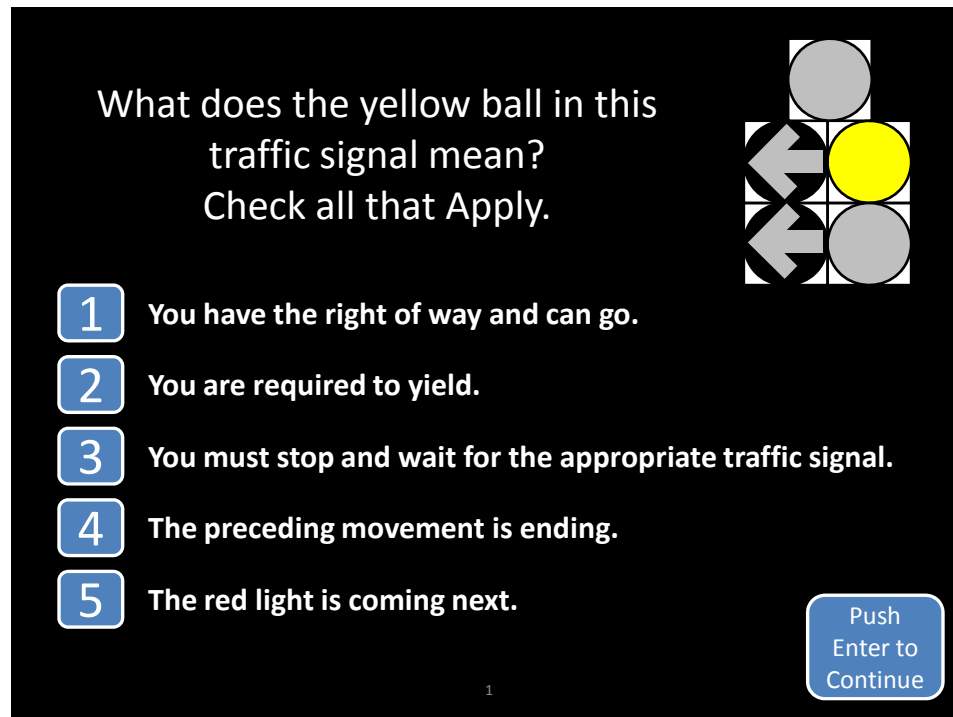 What does the yellow ball in this
traffic signal mean?
Check all that Apply.
1 You have the right of way and can go.
2 You are required to yield.
3 You must stop and wait for the appropriate traffic signal.
4 The preceding movement is ending.
5 The red light is coming next.
Push
Enter to
Continue
1